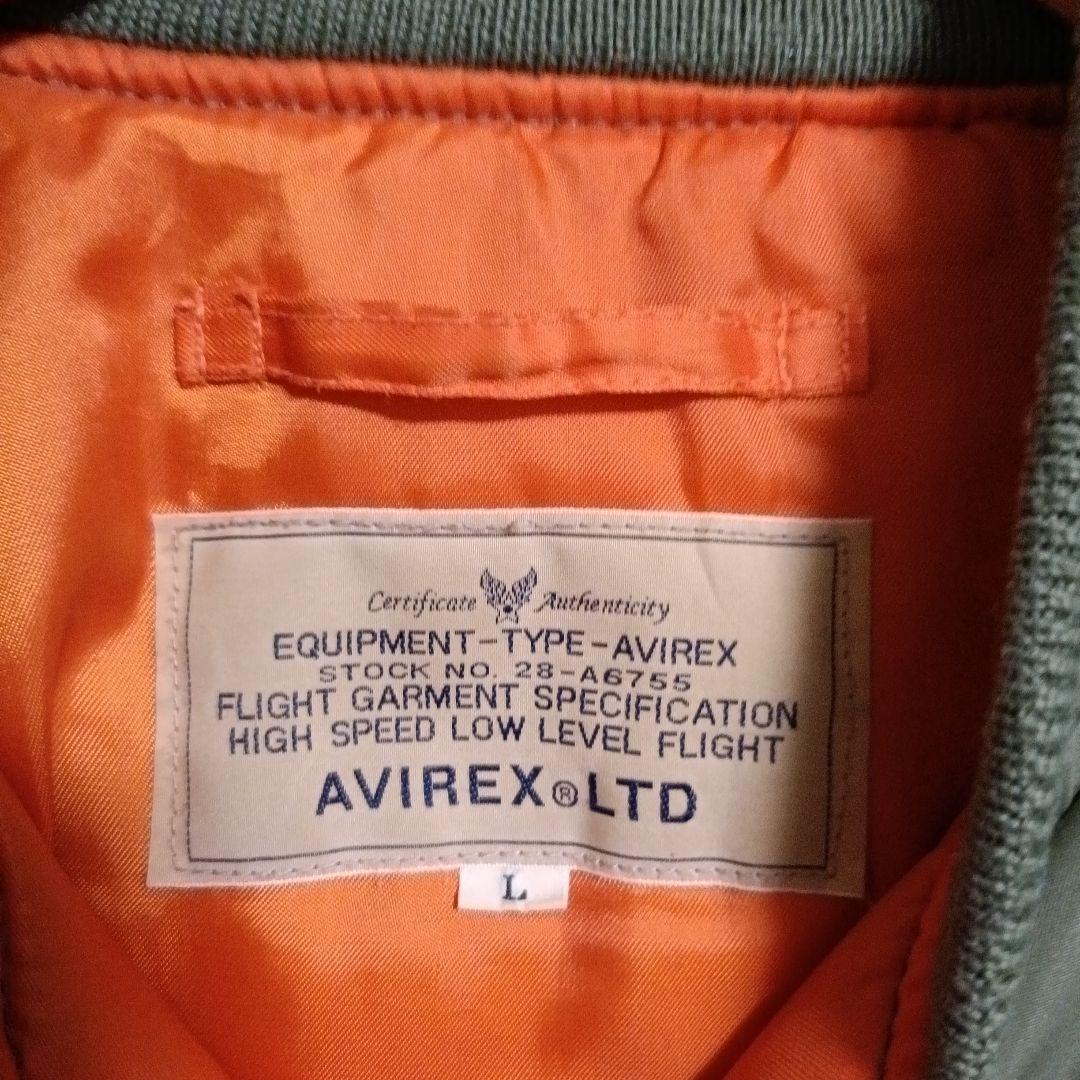 Certificate Authenticity
EQUIPMENT-TYPE-AVIREX
STOCK NO. 28-A6755
FLIGHT GARMENT SPECIFICATION
HIGH SPEED LOW LEVEL FLIGHT
AVIREX®LTD
L